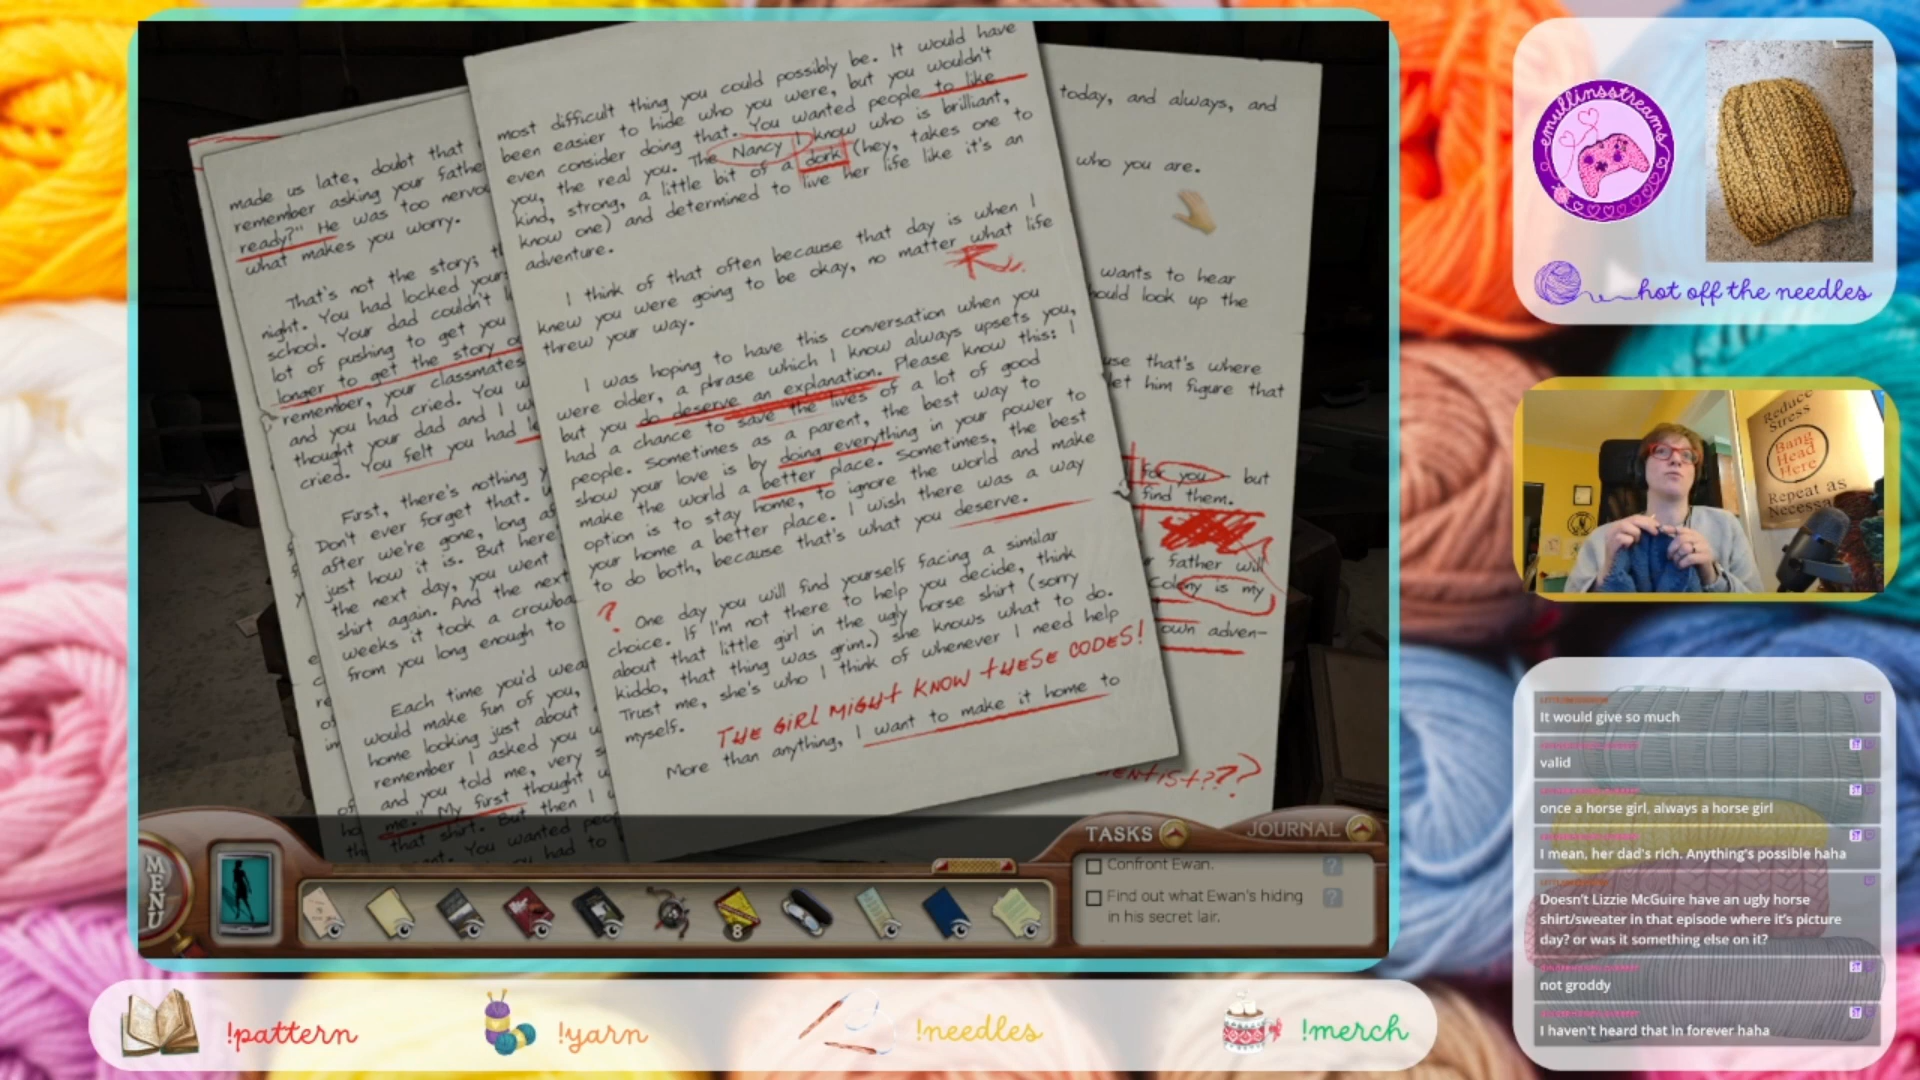 made us late, doubt that
remember asking your fathe
ready?" He was too nervo
what makes you worry.
That's not the story; t
night. You had locked yours
school. Your dad couldn't
lot of pushing to get you
longer to get the story o
remember, your classmates
and you had cried. You w
thought your dad and I w
cried. You felt you had le
First, there's nothing
Don't ever forget that.
after we're gone, long af
just how it is. But here
the next day, you went
shirt again. And the next
weeks it took a crowba
from you long enough to
Each time you'd wea
would make fun of you,
home looking just about
remember I asked you w
and you told me, very s
me." My first thought
that shirt. But then I
You wanted peo
had to
most difficult thing you could possibly be. It would have
been easier to hide who you were, but you wouldn't
even consider doing that. You wanted people to like
you, the real you. The Nancy I know who is brilliant,
kind, strong, a little bit of a dork (hey, takes one to
know one) and determined to live her life like it's an
adventure.
I think of that often because that day is when I
knew you were going to be okay, no matter what life
threw your way.
I was hoping to have this conversation when you
were older, a phrase which I know always upsets you,
but you do deserve an explanation. Please know this: I
had a chance to save the lives of a lot of good
people. Sometimes as a parent, the best way to
show your love is by doing everything in your power to
make the world a better place. Sometimes, the best
option is to stay home, to ignore the world and make
your home a better place. I wish there was a way
to do both, because that's what you deserve.
?
One day you will find yourself facing a similar
choice. If I'm not there to help you decide, think
about that little girl in the ugly horse shirt (sorry
kiddo, that thing was grim.) she knows what to do.
Trust me, she's who I think of whenever I need help
myself.
THE GIRL MIGHT KNOW THESE CODES!
More than anything, I want to make it home to
today, and always, and
who you are.
wants to hear
ould look up the
use that's where
let him figure that
for you - but
find them.
r father will
Colony is my
own adven-
ENTIST???
MENU
TASKS
JOURNAL
Confront Ewan.
?
Find out what Ewan's hiding
in his secret lair.
?
8
!pattern
!yarn
!needles
!merch
emullinsstreams
hot off the needles
Reduce
Stress
Bang
Head
Here
Repeat as
Necessa
It would give so much
valid
once a horse girl, always a horse girl
I mean, her dad's rich. Anything's possible haha
Doesn't Lizzie McGuire have an ugly horse
shirt/sweater in that episode where it's picture
day? or was it something else on it?
not groddy
I haven't heard that in forever haha